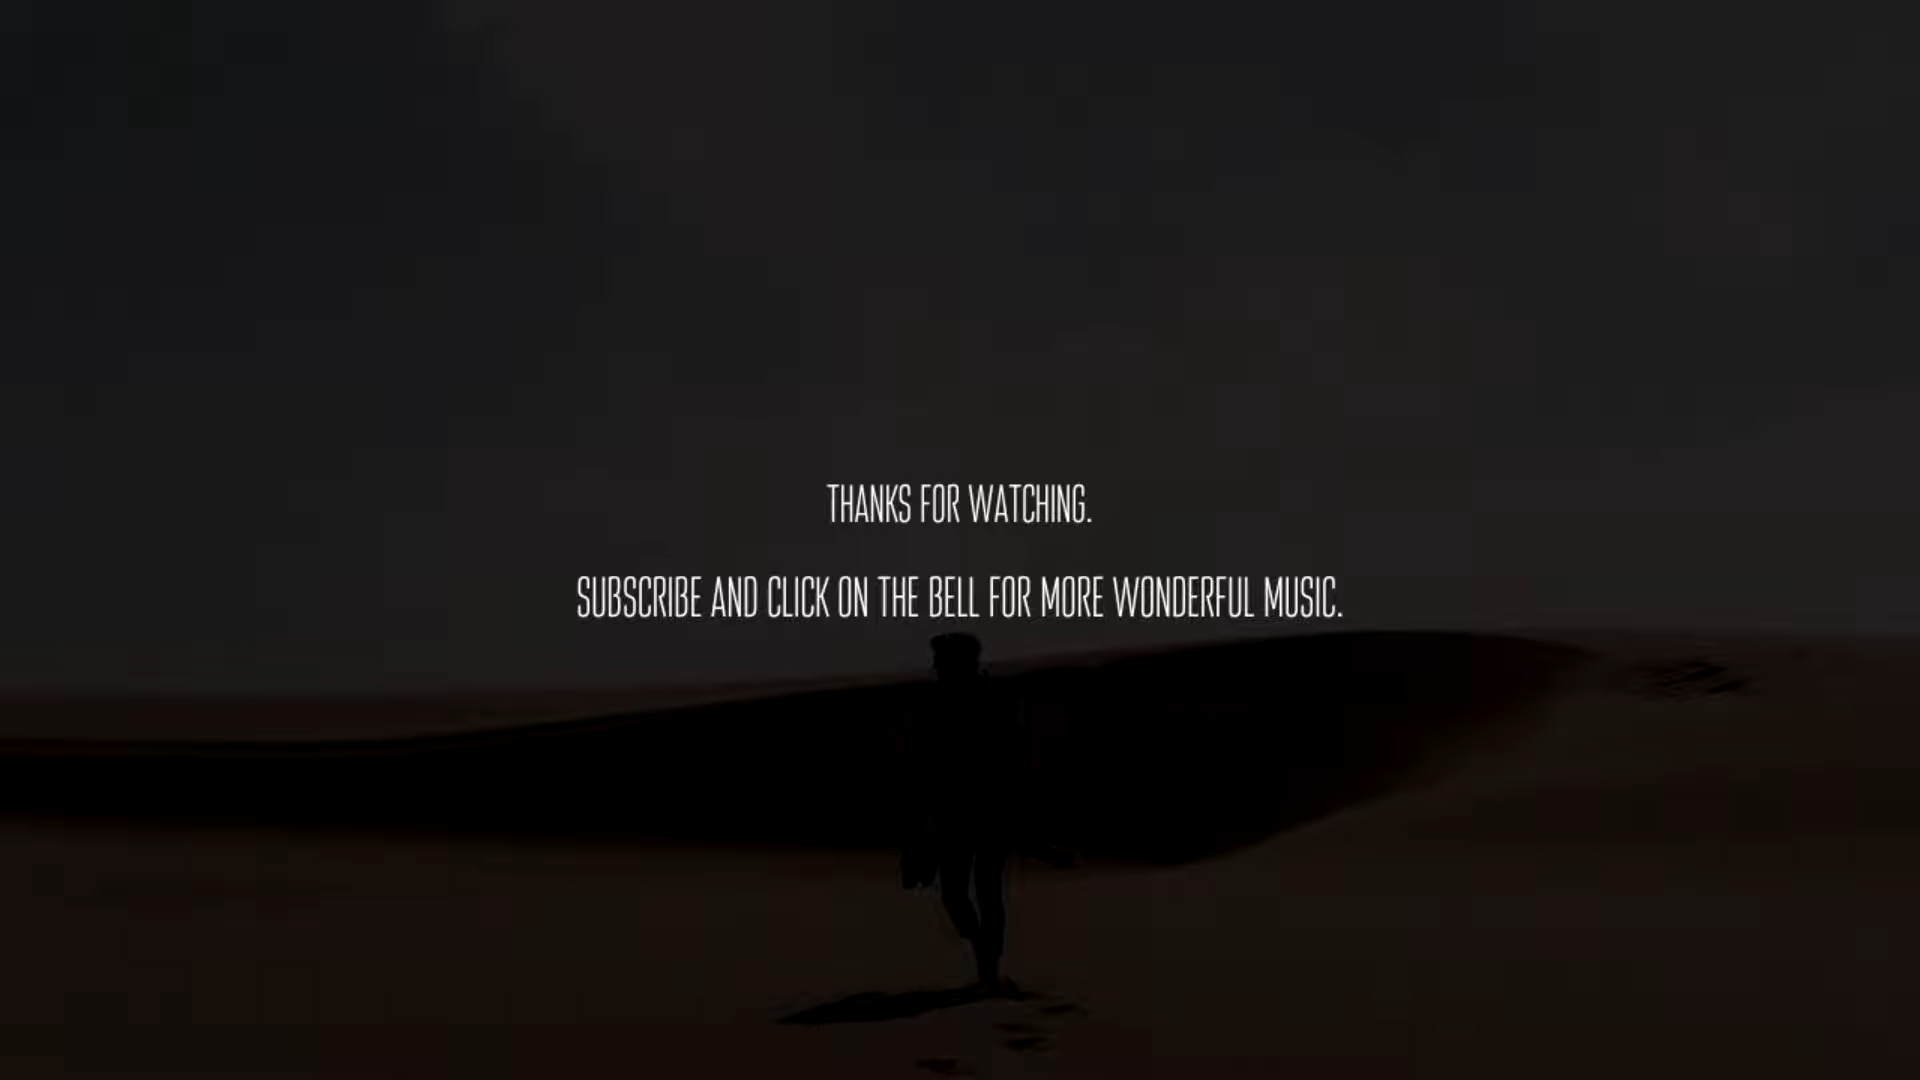 THANKS FOR WATCHING.
SUBSCRIBE AND CLICK ON THE BELL FOR MORE WONDERFUL MUSIC.